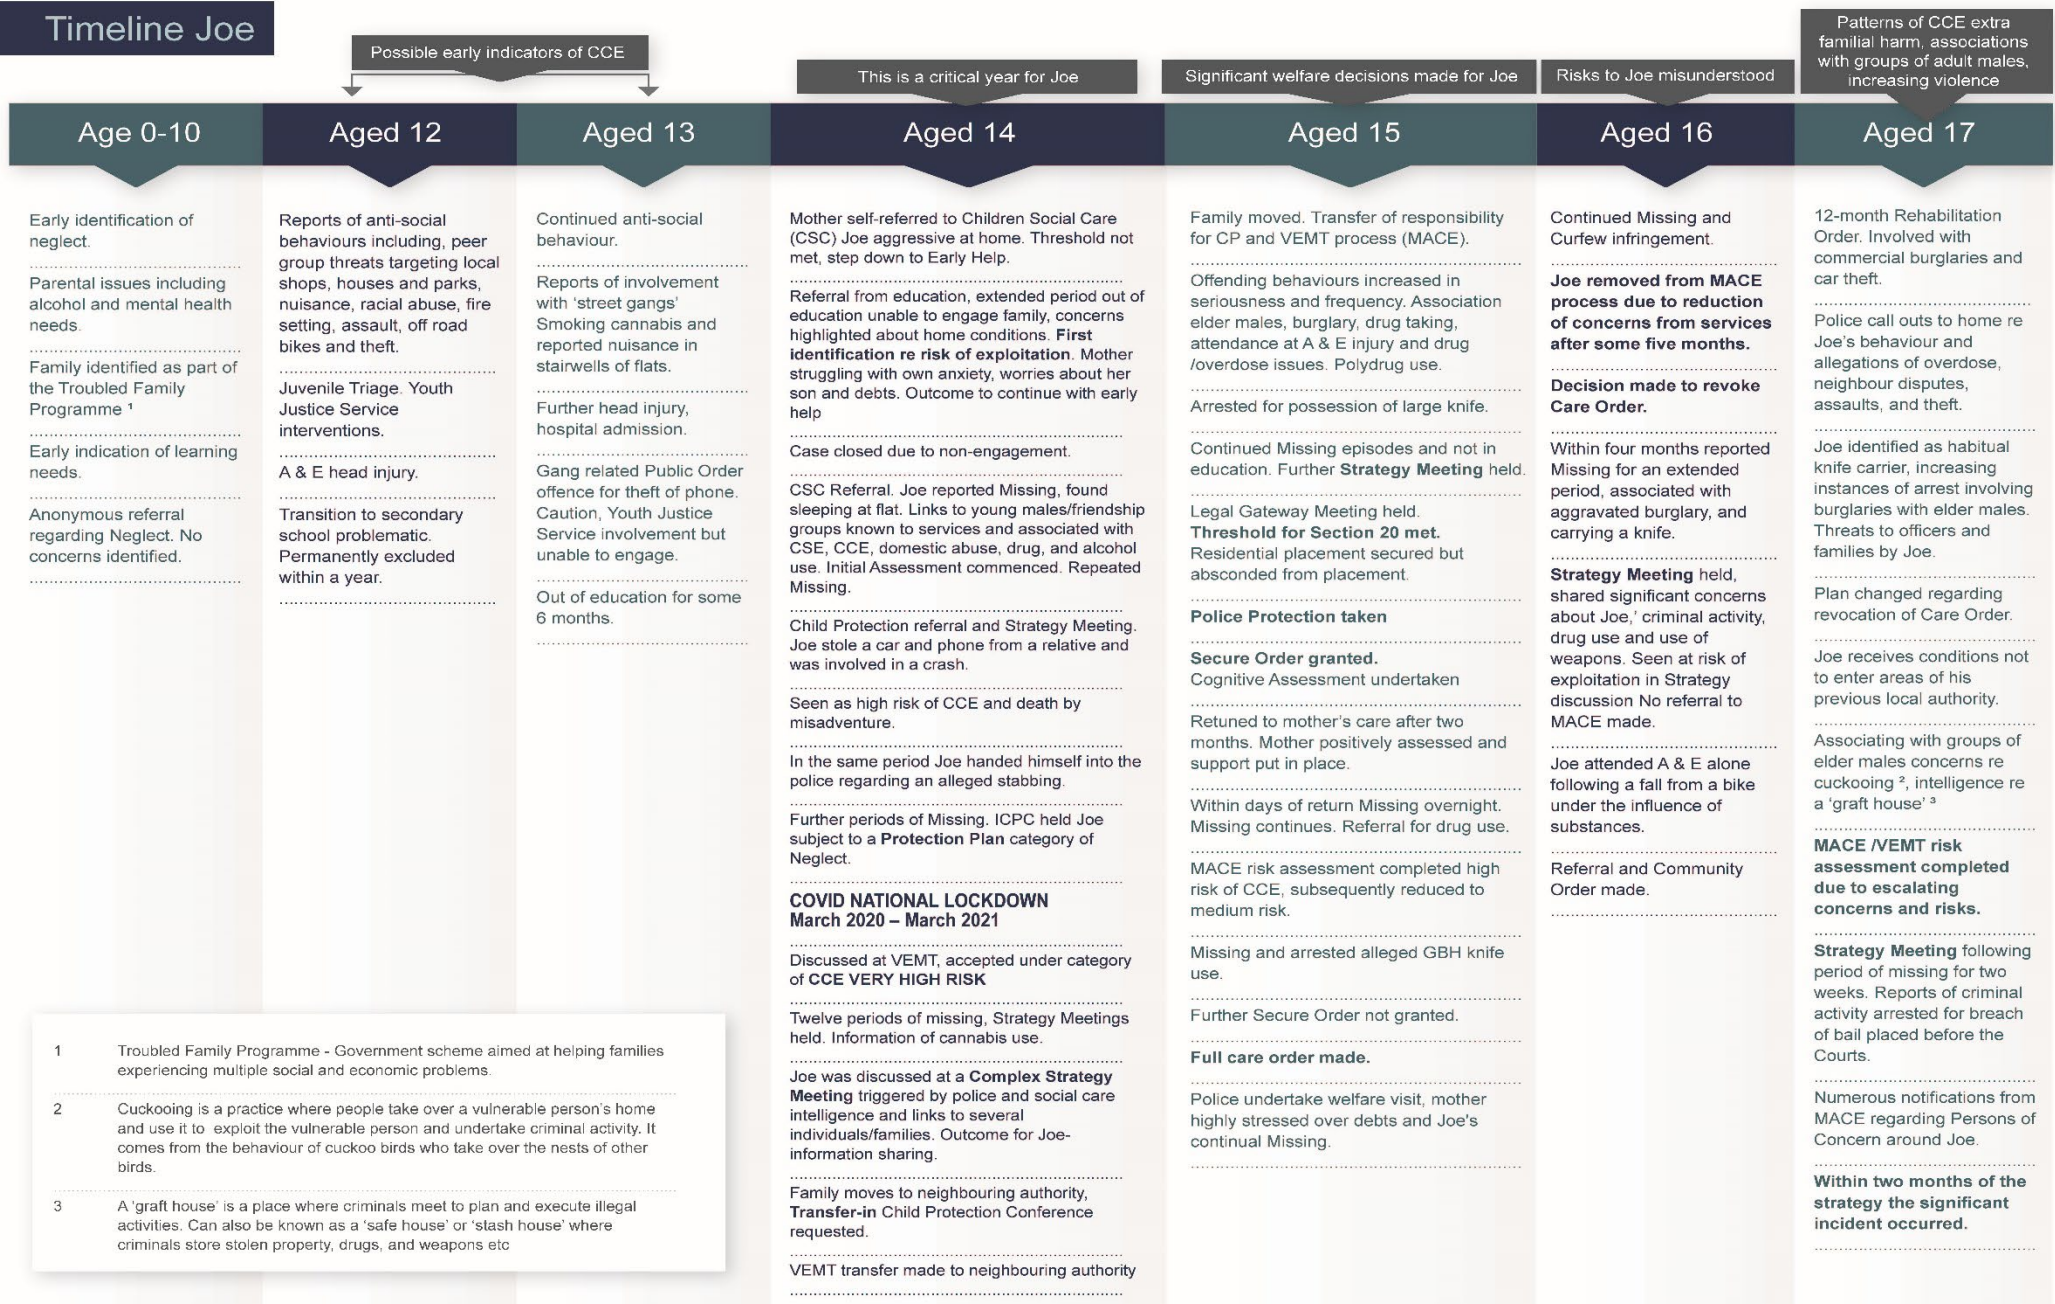 Timeline Joe
Possible early indicators of CCE
This is a critical year for Joe
Significant welfare decisions made for Joe
Risks to Joe misunderstood
Patterns of CCE extra
familial harm, associations
with groups of adult males,
increasing violence
Age 0-10
Early identification of
neglect.
Parental issues including
alcohol and mental health
needs.
Family identified as part of
the Troubled Family
Programme ¹
Early indication of learning
needs.
Anonymous referral
regarding Neglect. No
concerns identified.
Aged 12
Reports of anti-social
behaviours including, peer
group threats targeting local
shops, houses and parks,
nuisance, racial abuse, fire
setting, assault, off road
bikes and theft.
Juvenile Triage. Youth
Justice Service
interventions.
A & E head injury.
Transition to secondary
school problematic.
Permanently excluded
within a year.
Aged 13
Continued anti-social
behaviour.
Reports of involvement
with ‘street gangs’
Smoking cannabis and
reported nuisance in
stairwells of flats.
Further head injury,
hospital admission.
Gang related Public Order
offence for theft of phone.
Caution, Youth Justice
Service involvement but
unable to engage.
Out of education for some
6 months.
Aged 14
Mother self-referred to Children Social Care
(CSC) Joe aggressive at home. Threshold not
met, step down to Early Help.
Referral from education, extended period out of
education unable to engage family, concerns
highlighted about home conditions. First
identification re risk of exploitation. Mother
struggling with own anxiety, worries about her
son and debts. Outcome to continue with early
help
Case closed due to non-engagement.
CSC Referral. Joe reported Missing, found
sleeping at flat. Links to young males/friendship
groups known to services and associated with
CSE, CCE, domestic abuse, drug, and alcohol
use. Initial Assessment commenced. Repeated
Missing.
Child Protection referral and Strategy Meeting.
Joe stole a car and phone from a relative and
was involved in a crash.
Seen as high risk of CCE and death by
misadventure.
In the same period Joe handed himself into the
police regarding an alleged stabbing.
Further periods of Missing. ICPC held Joe
subject to a Protection Plan category of
Neglect.
COVID NATIONAL LOCKDOWN
March 2020 – March 2021
Discussed at VEMT, accepted under category
of CCE VERY HIGH RISK
Twelve periods of missing, Strategy Meetings
held. Information of cannabis use.
Joe was discussed at a Complex Strategy
Meeting triggered by police and social care
intelligence and links to several
individuals/families. Outcome for Joe-
information sharing.
Family moves to neighbouring authority,
Transfer-in Child Protection Conference
requested.
VEMT transfer made to neighbouring authority
Aged 15
Family moved. Transfer of responsibility
for CP and VEMT process (MACE).
Offending behaviours increased in
seriousness and frequency. Association
elder males, burglary, drug taking,
attendance at A & E injury and drug
/overdose issues. Polydrug use.
Arrested for possession of large knife.
Continued Missing episodes and not in
education. Further Strategy Meeting held.
Legal Gateway Meeting held.
Threshold for Section 20 met.
Residential placement secured but
absconded from placement.
Police Protection taken
Secure Order granted.
Cognitive Assessment undertaken
Retuned to mother’s care after two
months. Mother positively assessed and
support put in place.
Within days of return Missing overnight.
Missing continues. Referral for drug use.
MACE risk assessment completed high
risk of CCE, subsequently reduced to
medium risk.
Missing and arrested alleged GBH knife
use.
Further Secure Order not granted.
Full care order made.
Police undertake welfare visit, mother
highly stressed over debts and Joe's
continual Missing.
Aged 16
Continued Missing and
Curfew infringement.
Joe removed from MACE
process due to reduction
of concerns from services
after some five months.
Decision made to revoke
Care Order.
Within four months reported
Missing for an extended
period, associated with
aggravated burglary, and
carrying a knife.
Strategy Meeting held,
shared significant concerns
about Joe,’ criminal activity,
drug use and use of
weapons. Seen at risk of
exploitation in Strategy
discussion No referral to
MACE made.
Joe attended A & E alone
following a fall from a bike
under the influence of
substances.
Referral and Community
Order made.
Aged 17
12-month Rehabilitation
Order. Involved with
commercial burglaries and
car theft.
Police call outs to home re
Joe’s behaviour and
allegations of overdose,
neighbour disputes,
assaults, and theft.
Joe identified as habitual
knife carrier, increasing
instances of arrest involving
burglaries with elder males.
Threats to officers and
families by Joe.
Plan changed regarding
revocation of Care Order.
Joe receives conditions not
to enter areas of his
previous local authority.
Associating with groups of
elder males concerns re
cuckooing ², intelligence re
a ‘graft house’ ³
MACE /VEMT risk
assessment completed
due to escalating
concerns and risks.
Strategy Meeting following
period of missing for two
weeks. Reports of criminal
activity arrested for breach
of bail placed before the
Courts.
Numerous notifications from
MACE regarding Persons of
Concern around Joe.
Within two months of the
strategy the significant
incident occurred.
1 Troubled Family Programme - Government scheme aimed at helping families
experiencing multiple social and economic problems.
2 Cuckooing is a practice where people take over a vulnerable person’s home
and use it to exploit the vulnerable person and undertake criminal activity. It
comes from the behaviour of cuckoo birds who take over the nests of other
birds.
3 A 'graft house' is a place where criminals meet to plan and execute illegal
activities. Can also be known as a ‘safe house’ or ‘stash house’ where
criminals store stolen property, drugs, and weapons etc